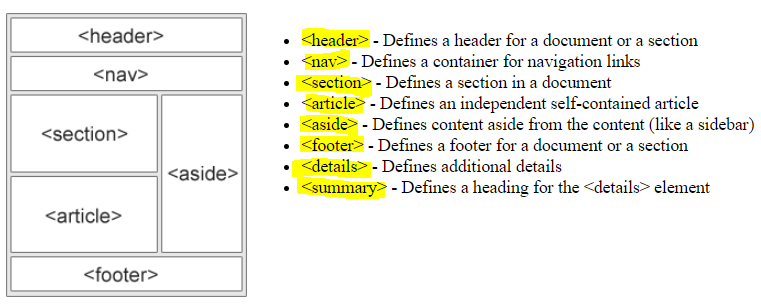 <header>
<nav>
<section>
<aside>
<article>
<footer>
<header> - Defines a header for a document or a section
<nav> - Defines a container for navigation links
<section> - Defines a section in a document
<article> - Defines an independent self-contained article
<aside> - Defines content aside from the content (like a sidebar)
<footer> - Defines a footer for a document or a section
<details> - Defines additional details
<summary> - Defines a heading for the <details> element